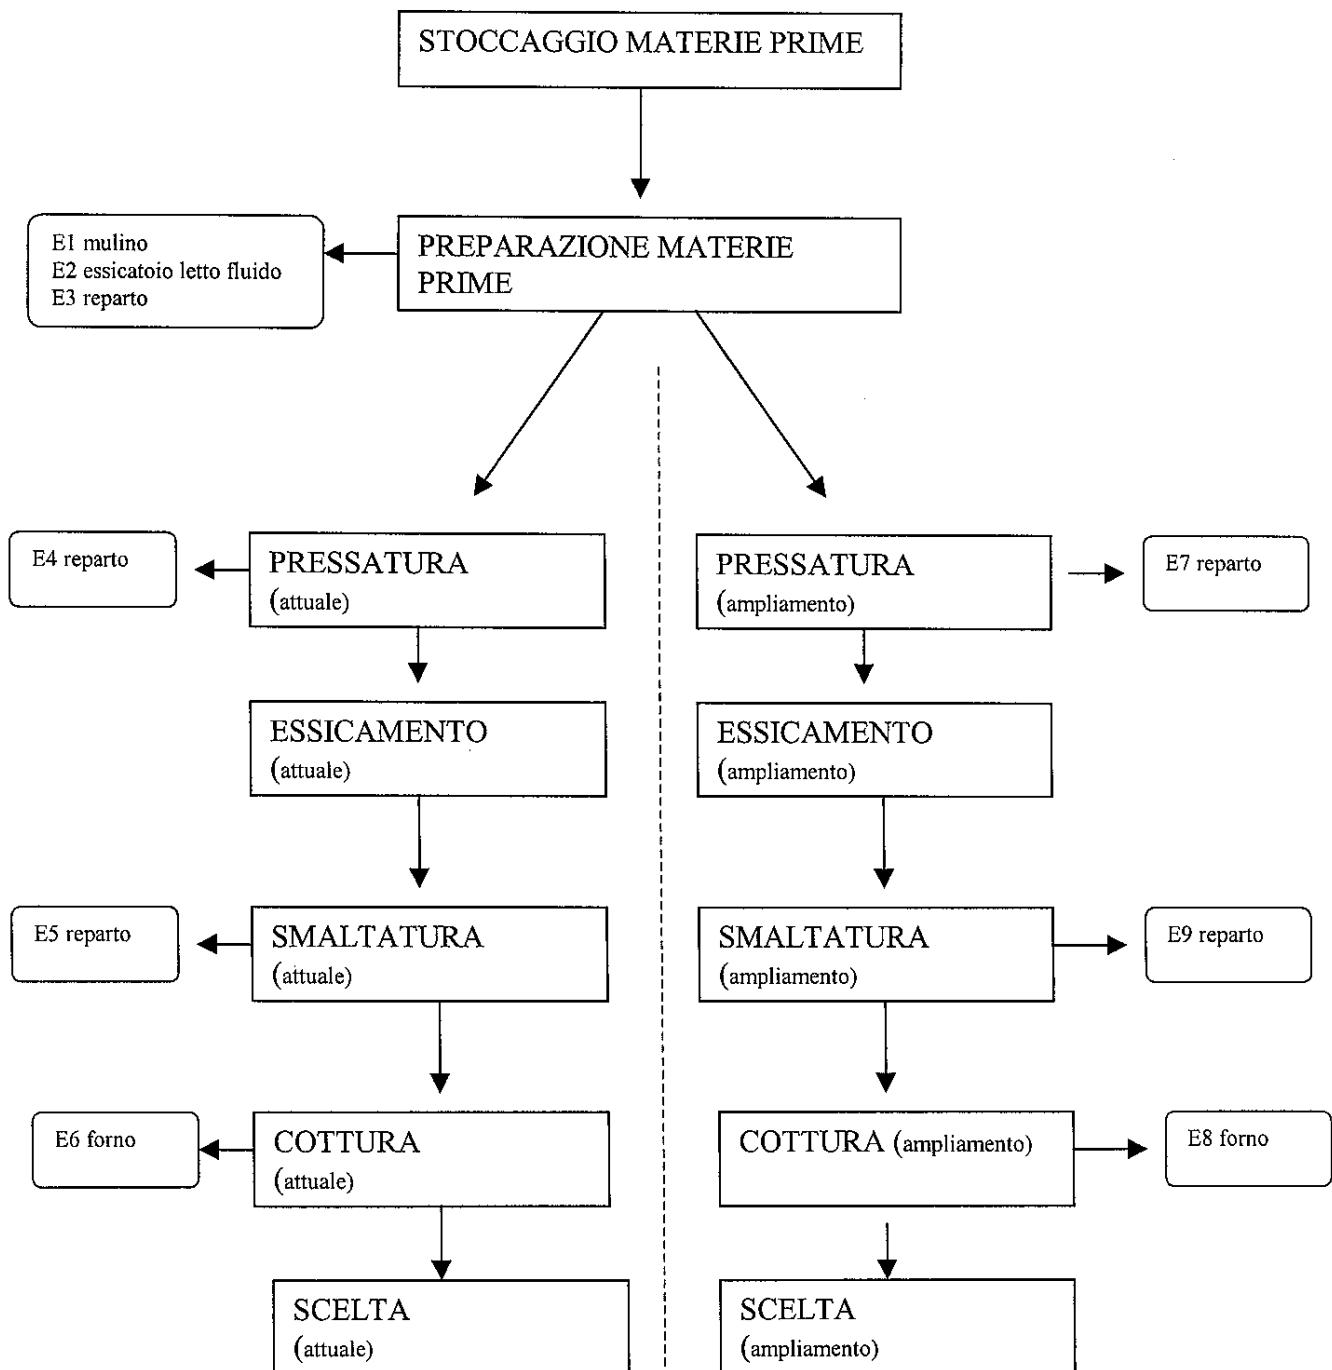 STOCCAGGIO MATERIE PRIME
PREPARAZIONE MATERIE
PRIME
E1 mulino
E2 essicatoio letto fluido
E3 reparto
E4 reparto
PRESSATURA
(attuale)
PRESSATURA
(ampliamento)
E7 reparto
ESSICAMENTO
(attuale)
ESSICAMENTO
(ampliamento)
E5 reparto
SMALTATURA
(attuale)
SMALTATURA
(ampliamento)
E9 reparto
E6 forno
COTTURA
(attuale)
COTTURA (ampliamento)
E8 forno
SCELTA
(attuale)
SCELTA
(ampliamento)